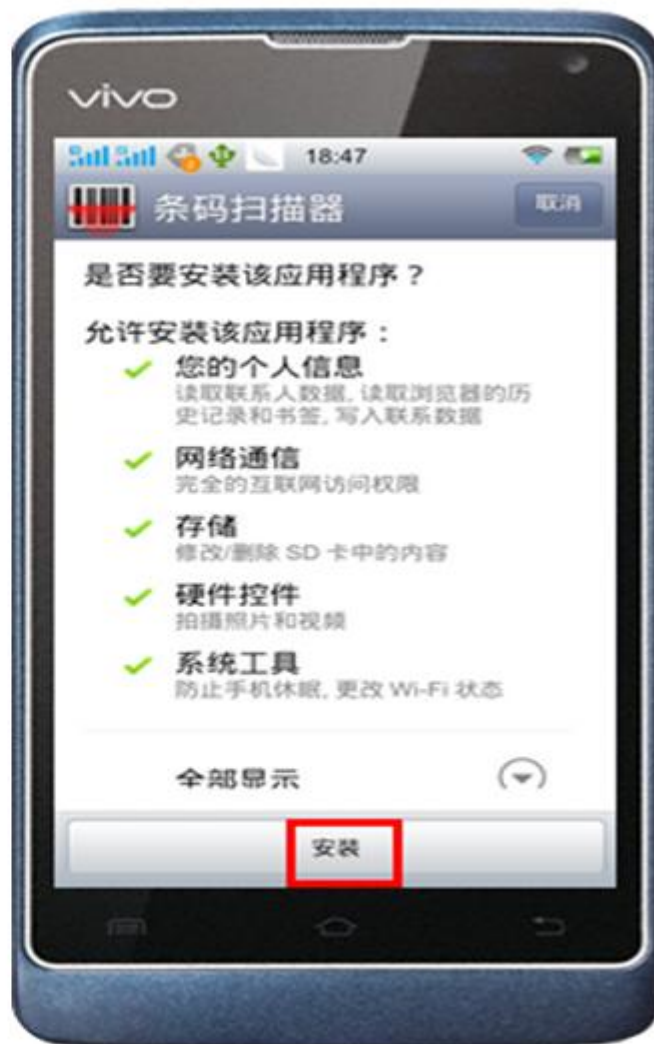 vivo
18:47
条码扫描器
取消
是否要安装该应用程序？
允许安装该应用程序：
您的个人信息
读取联系人数据, 读取浏览器的历
史记录和书签, 写入联系数据
网络通信
完全的互联网访问权限
存储
修改/删除 SD 卡中的内容
硬件控件
拍摄照片和视频
系统工具
防止手机休眠, 更改 Wi-Fi 状态
全部显示
安装